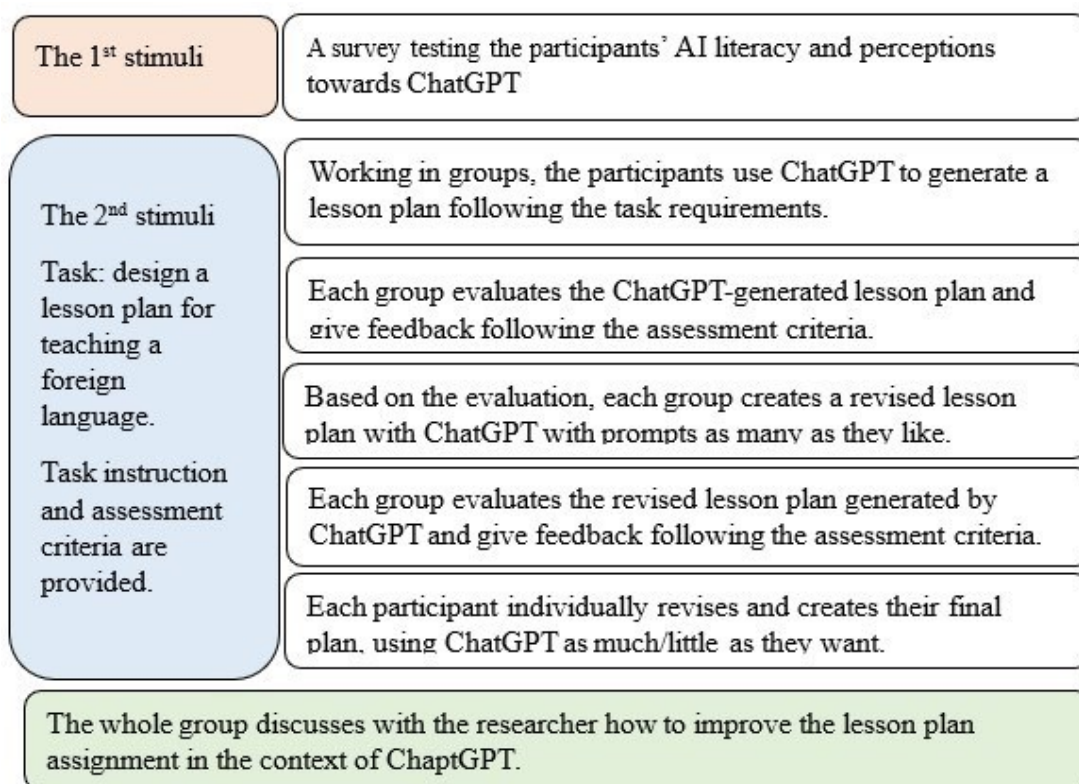 The 1st stimuli
A survey testing the participants’ AI literacy and perceptions
towards ChatGPT
The 2nd stimuli
Task: design a
lesson plan for
teaching a
foreign
language.
Task instruction
and assessment
criteria are
provided.
Working in groups, the participants use ChatGPT to generate a
lesson plan following the task requirements.
Each group evaluates the ChatGPT-generated lesson plan and
give feedback following the assessment criteria.
Based on the evaluation, each group creates a revised lesson
plan with ChatGPT with prompts as many as they like.
Each group evaluates the revised lesson plan generated by
ChatGPT and give feedback following the assessment criteria.
Each participant individually revises and creates their final
plan, using ChatGPT as much/little as they want.
The whole group discusses with the researcher how to improve the lesson plan
assignment in the context of ChaptGPT.